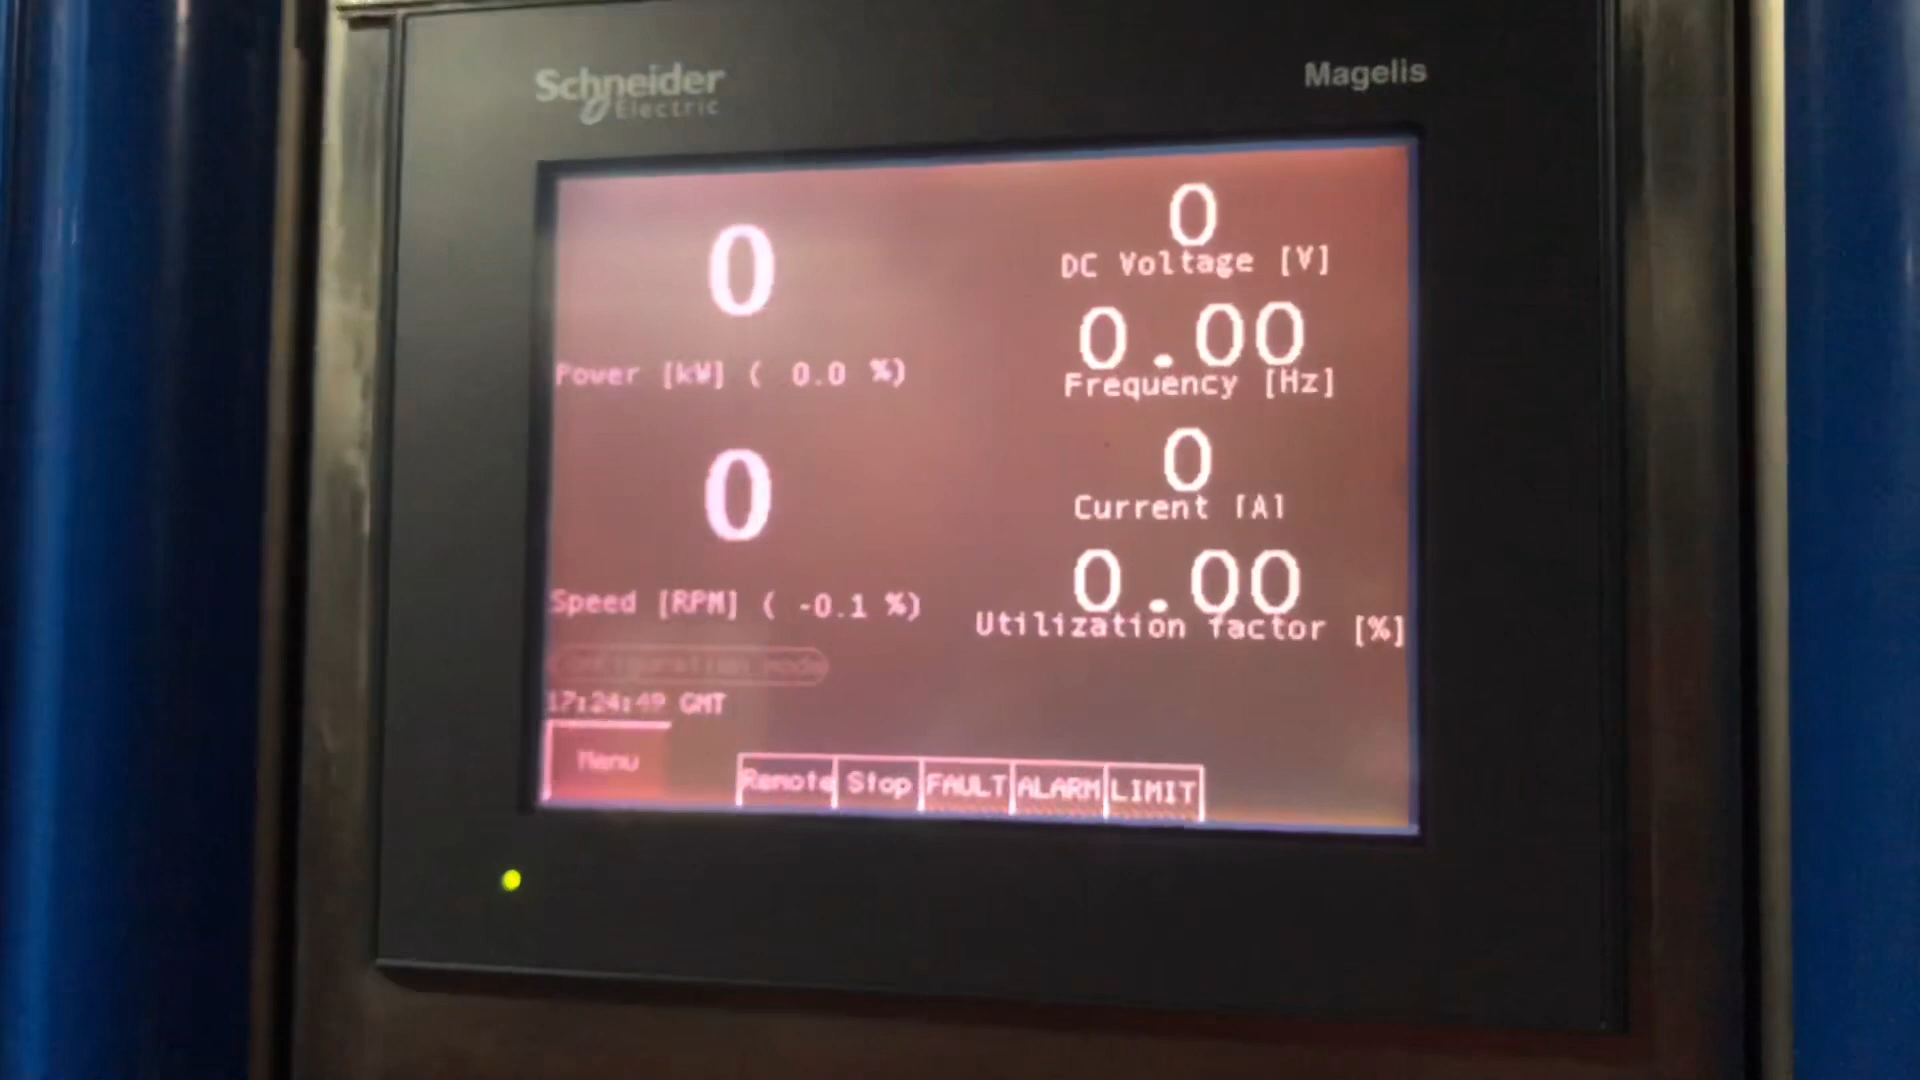 Schneider
Electric
Magelis
0
Power [kW] ( 0.0 %)
0
Speed [RPM] ( -0.1 %)
0
DC Voltage [V]
0.00
Frequency [Hz]
0
Current [A]
0.00
Utilization factor [%]
Configuration mode
17:24:49 GMT
Menu
Remote Stop FAULT ALARM LIMIT